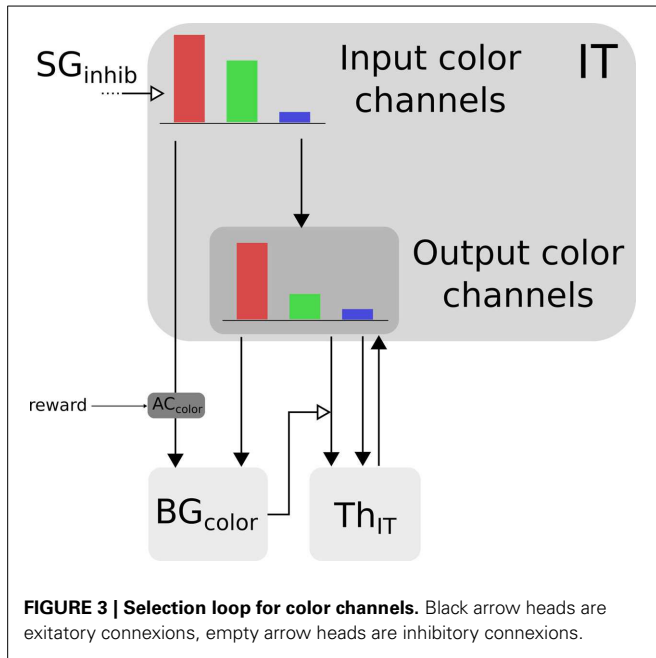 SGinhib
Input color
channels
IT
Output color
channels
reward
ACcolor
BGcolor
ThIT
FIGURE 3 | Selection loop for color channels. Black arrow heads are
exitatory connexions, empty arrow heads are inhibitory connexions.